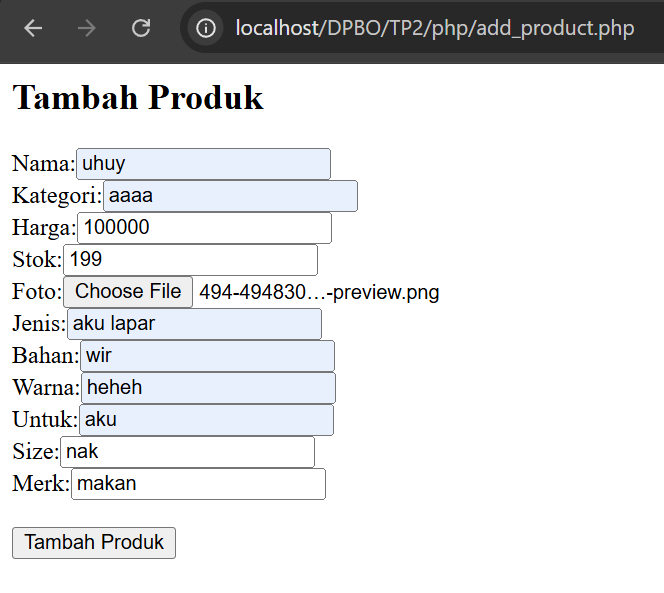 localhost/DPBO/TP2/php/add_product.php
Tambah Produk
Nama: uhuy
Kategori: aaaa
Harga: 100000
Stok: 199
Foto: Choose File 494-494830...-preview.png
Jenis: aku lapar
Bahan: wir
Warna: heheh
Untuk: aku
Size: nak
Merk: makan
Tambah Produk